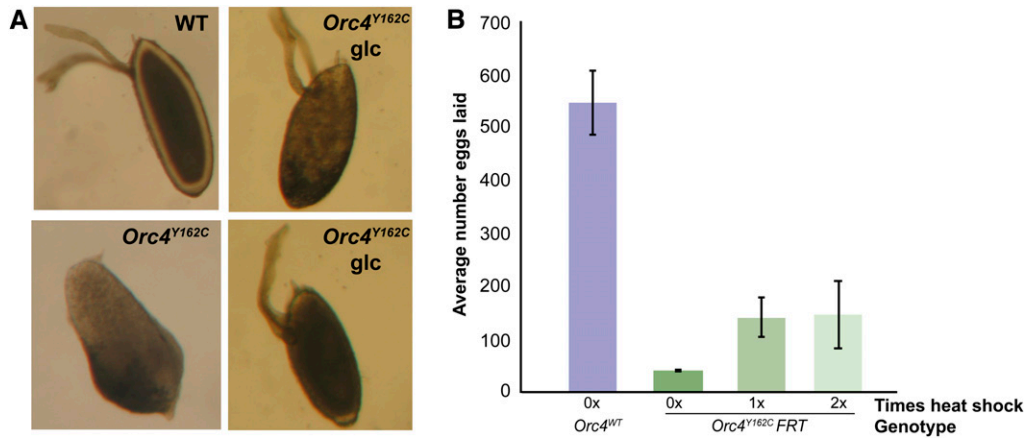 A
WT
Orc4Y162C
glc
Orc4Y162C
Orc4Y162C
glc
B
Average number eggs laid
700
600
500
400
300
200
100
0
0x 0x 1x 2x Times heat shock
Orc4WT Orc4Y162C FRT Genotype